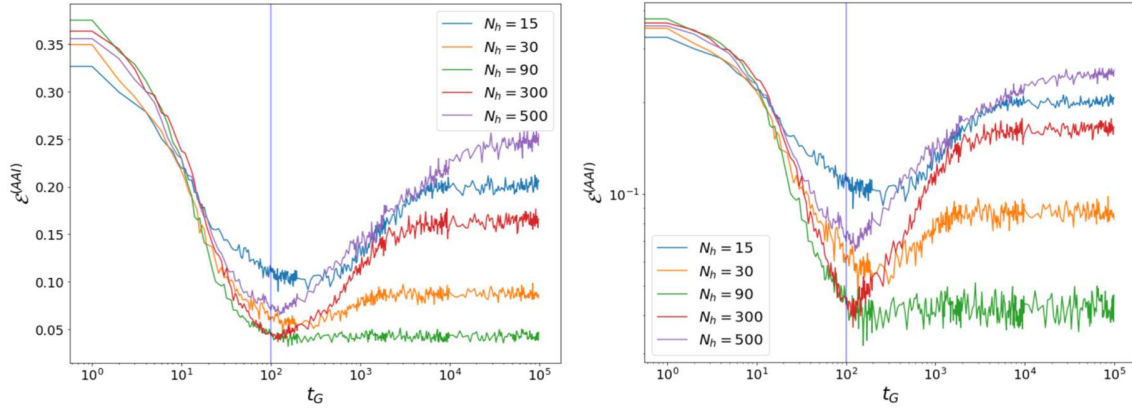 0.35
0.30
0.25
0.20
0.15
0.10
0.05
ℰ^(AAI)
10^0
10^1
10^2
10^3
10^4
10^5
t_G
N_h = 15
N_h = 30
N_h = 90
N_h = 300
N_h = 500
10^-1
ℰ^(AAI)
10^0
10^1
10^2
10^3
10^4
10^5
t_G
N_h = 15
N_h = 30
N_h = 90
N_h = 300
N_h = 500